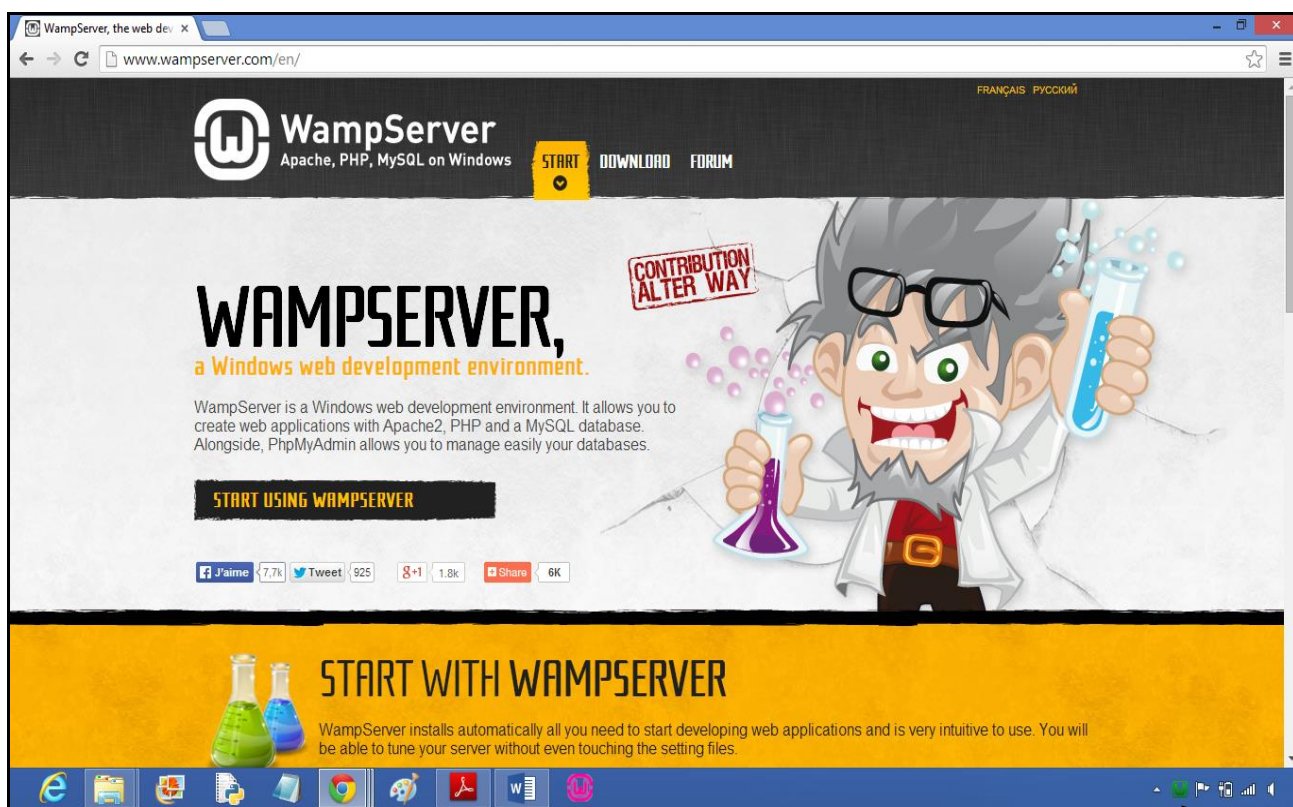 WampServer, the web dev
www.wampserver.com/en/
FRANÇAIS РУССКИЙ
WampServer
Apache, PHP, MySQL on Windows
START DOWNLOAD FORUM
CONTRIBUTION
ALTER WAY
WAMPSERVER,
a Windows web development environment.
WampServer is a Windows web development environment. It allows you to
create web applications with Apache2, PHP and a MySQL database.
Alongside, PhpMyAdmin allows you to manage easily your databases.
START USING WAMPSERVER
J'aime 7,7k Tweet 925 g+1 1.8k Share 6K
START WITH WAMPSERVER
WampServer installs automatically all you need to start developing web applications and is very intuitive to use. You will
be able to tune your server without even touching the setting files.